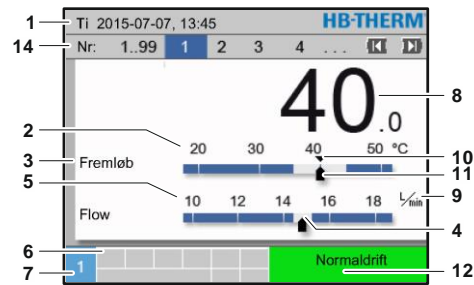 1 Ti 2015-07-07, 13:45 HB-THERM
14 Nr: 1..99 1 2 3 4 ...
40.0 8
2 20 30 40 50 °C 10
3 Fremløb 11
5 10 12 14 16 18 L/min 9
Flow 4
6
7 1 Normaldrift 12